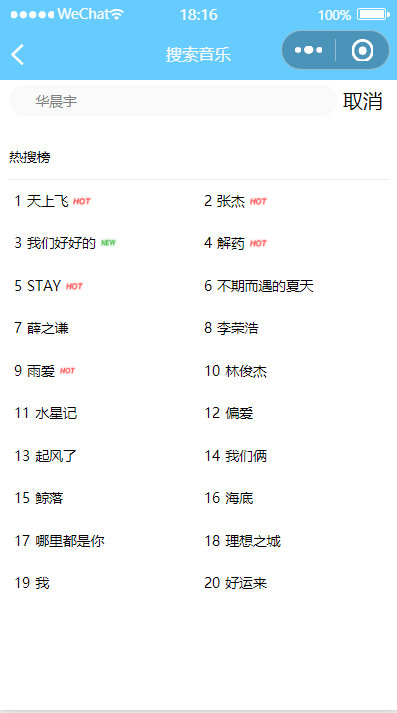 WeChat 18:16 100%
搜索音乐
华晨宇 取消
热搜榜
1 天上飞 HOT 2 张杰 HOT
3 我们好好的 NEW 4 解药 HOT
5 STAY HOT 6 不期而遇的夏天
7 薛之谦 8 李荣浩
9 雨爱 HOT 10 林俊杰
11 水星记 12 偏爱
13 起风了 14 我们俩
15 鲸落 16 海底
17 哪里都是你 18 理想之城
19 我 20 好运来